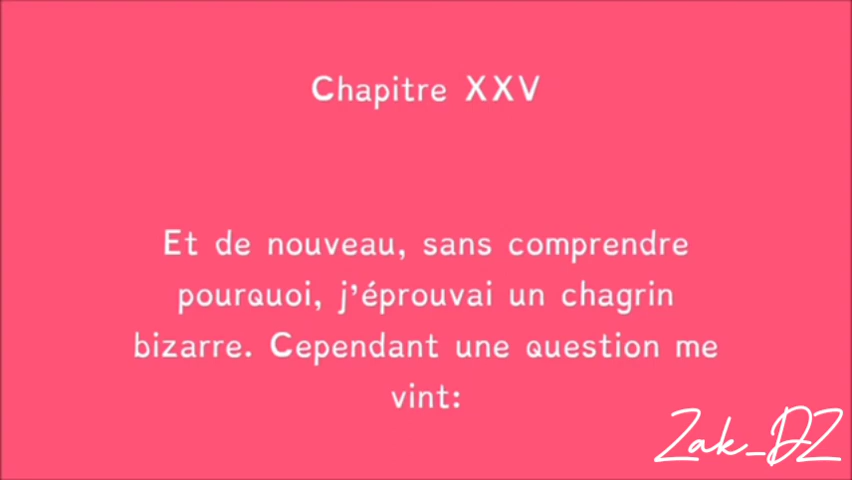 Chapitre XXV
Et de nouveau, sans comprendre
pourquoi, j'éprouvai un chagrin
bizarre. Cependant une question me
vint:
Zak_DZ